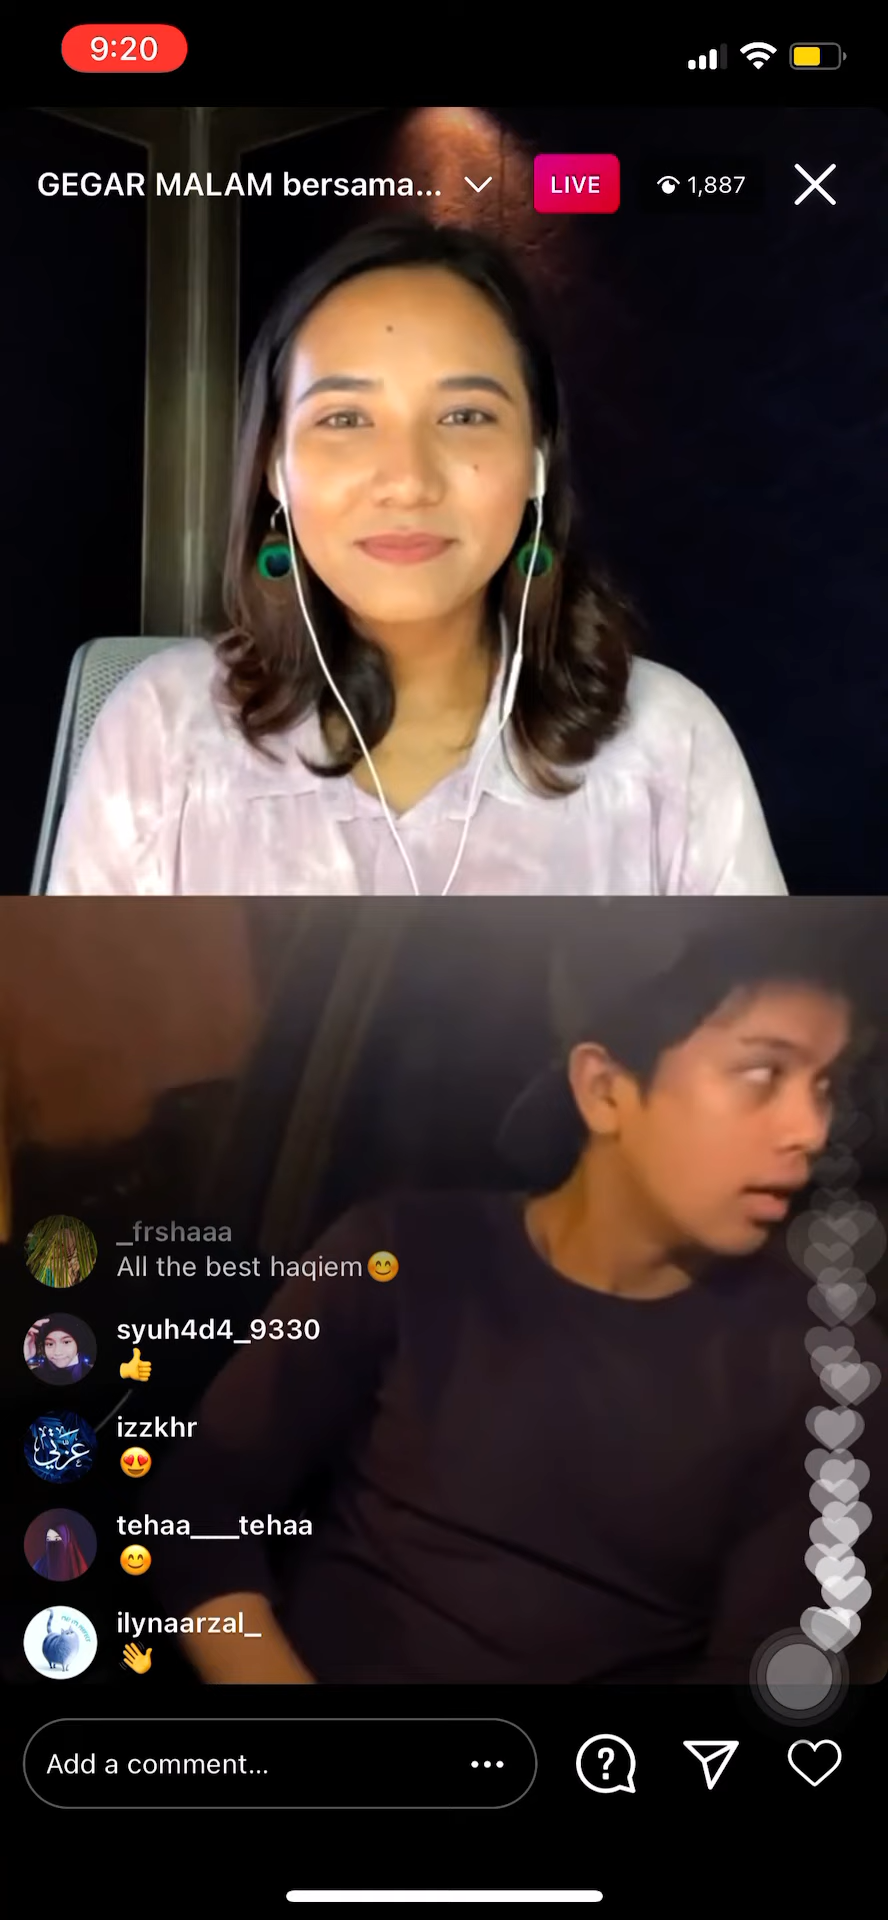 9:20
GEGAR MALAM bersama...
LIVE
1,887
_frshaaa
All the best haqiem😊
syuh4d4_9330
👍
izzkhr
😍
tehaa___tehaa
😊
ilynaarzal_
👋
Add a comment...